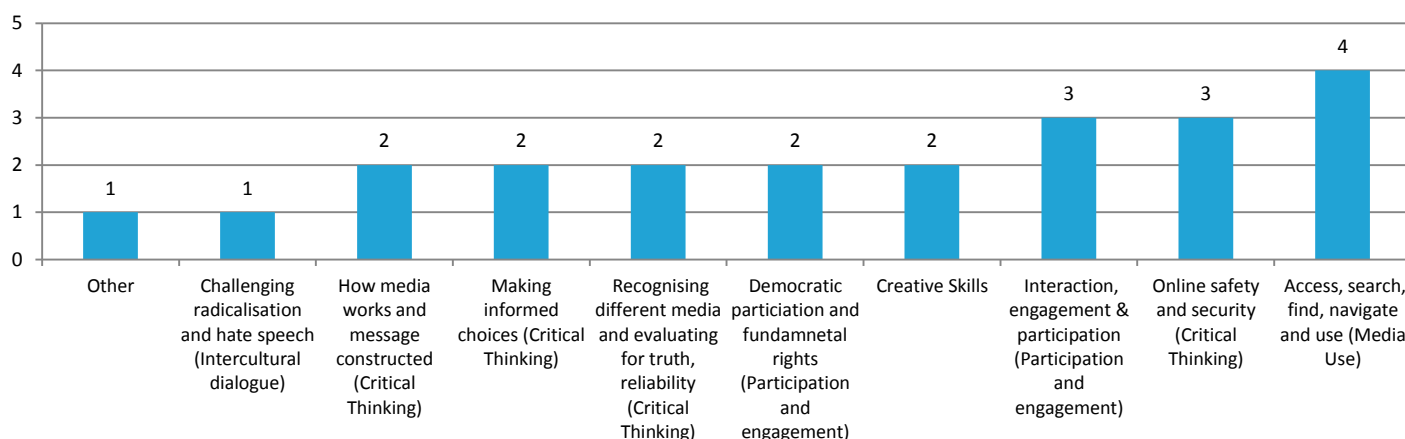 5
4
3
2
1
0
1
1
2
2
2
2
2
3
3
4
Other
Challenging
radicalisation
and hate speech
(Intercultural
dialogue)
How media
works and
message
constructed
(Critical
Thinking)
Making
informed
choices (Critical
Thinking)
Recognising
different media
and evaluating
for truth,
reliability
(Critical
Thinking)
Democratic
particiation and
fundamnetal
rights
(Participation
and
engagement)
Creative Skills
Interaction,
engagement &
participation
(Participation
and
engagement)
Online safety
and security
(Critical
Thinking)
Access, search,
find, navigate
and use (Media
Use)